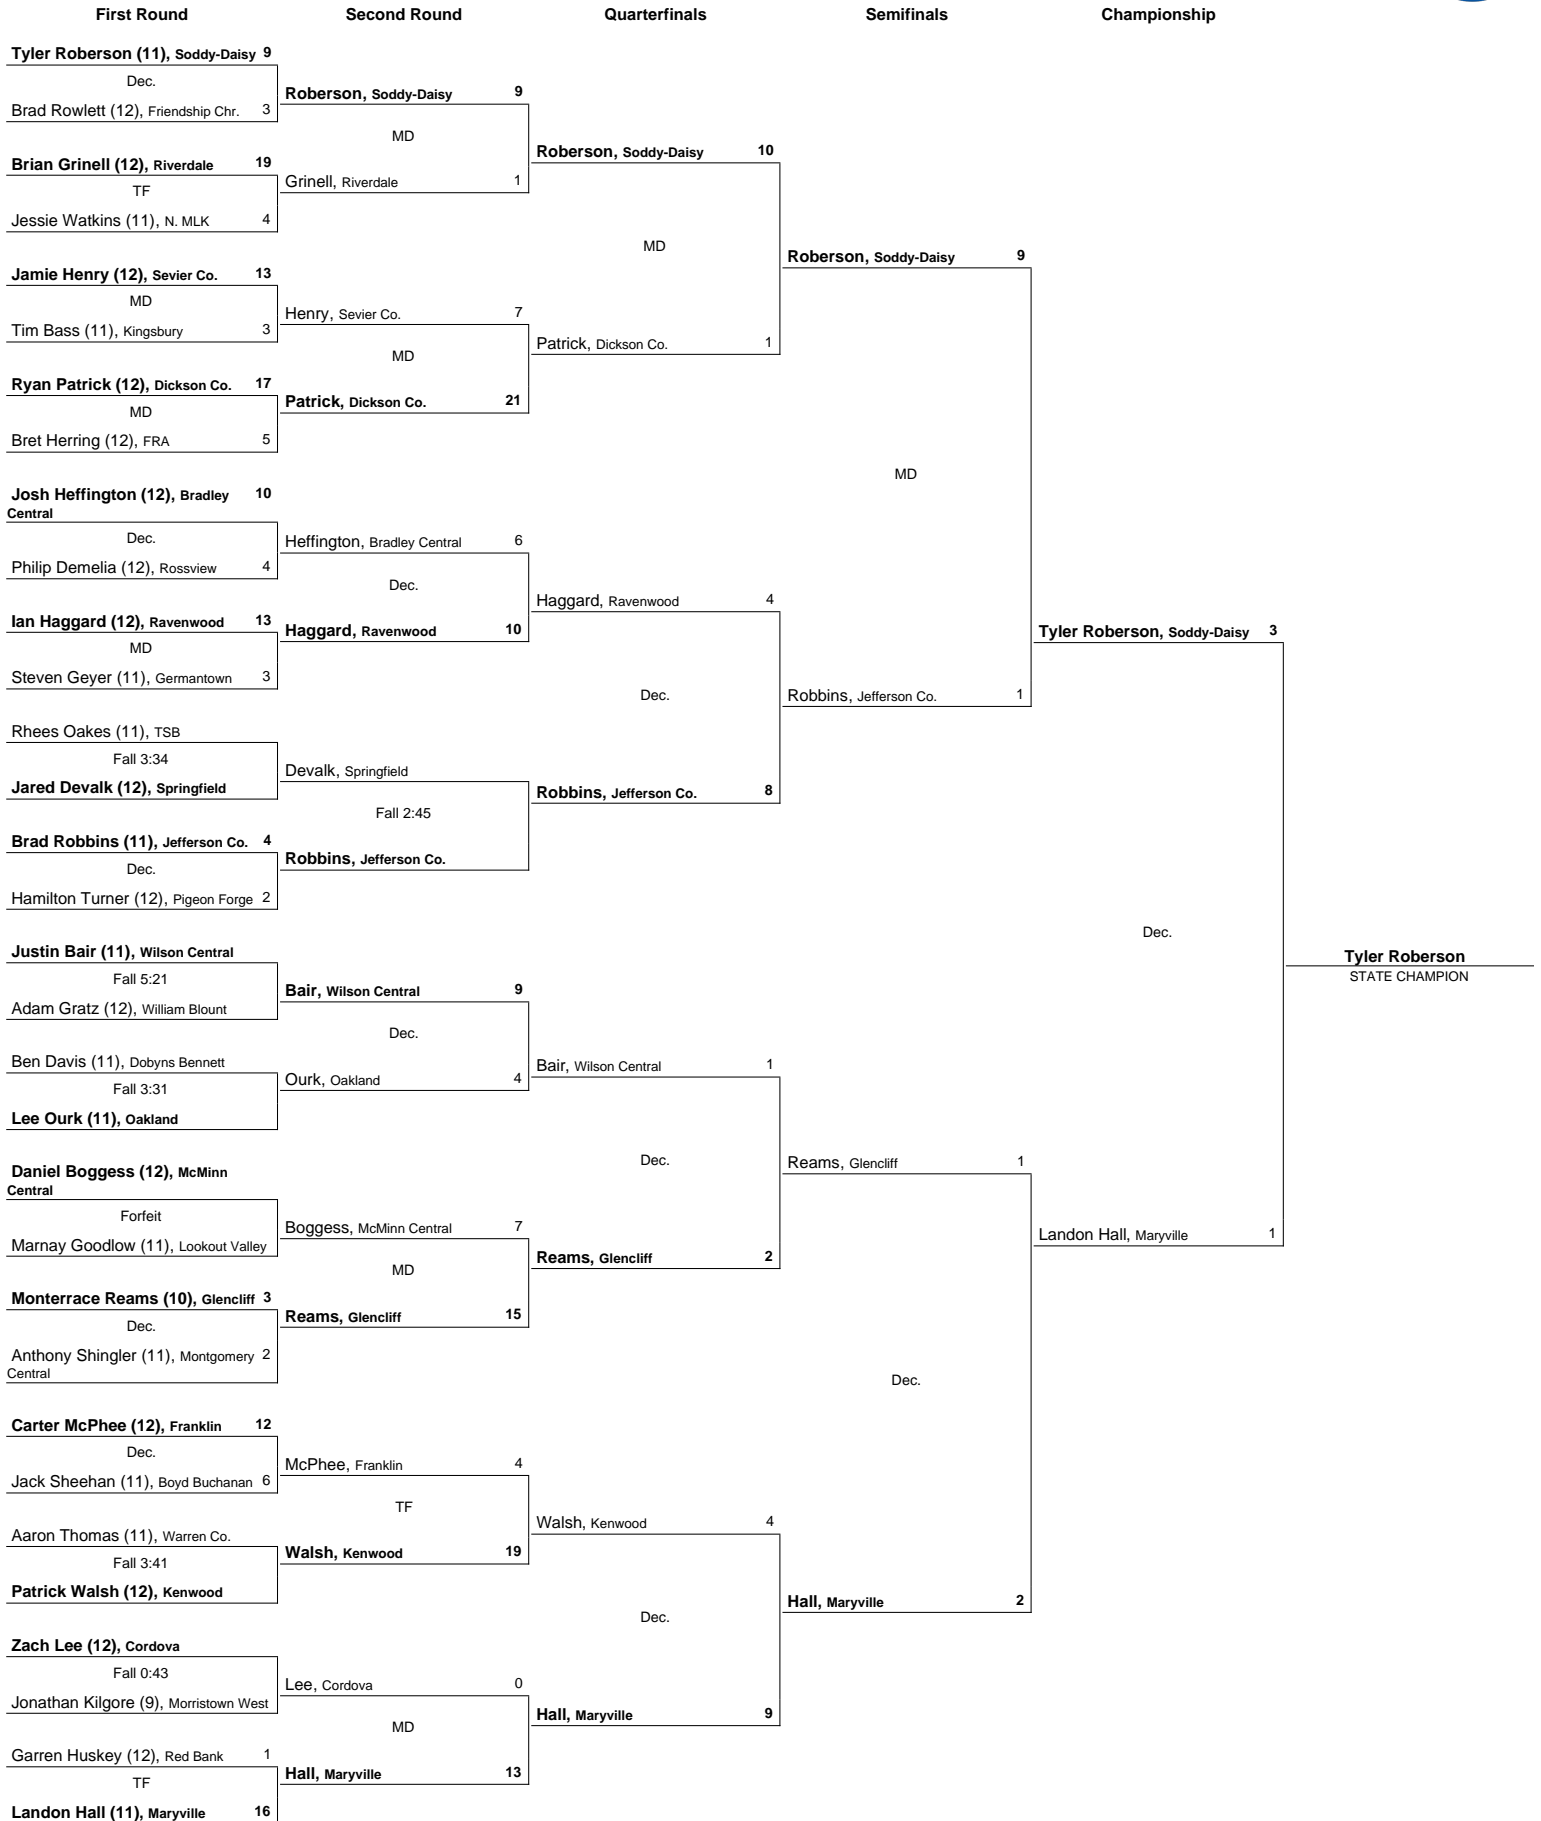 First Round
Second Round
Quarterfinals
Semifinals
Championship
Tyler Roberson (11), Soddy-Daisy 9
Dec.
Brad Rowlett (12), Friendship Chr. 3
Brian Grinell (12), Riverdale 19
TF
Jessie Watkins (11), N. MLK 4
Jamie Henry (12), Sevier Co. 13
MD
Tim Bass (11), Kingsbury 3
Ryan Patrick (12), Dickson Co. 17
MD
Bret Herring (12), FRA 5
Josh Heffington (12), Bradley 10
Central
Dec.
Philip Demelia (12), Rossview 4
Ian Haggard (12), Ravenwood 13
MD
Steven Geyer (11), Germantown 3
Rhees Oakes (11), TSB
Fall 3:34
Jared Devalk (12), Springfield
Brad Robbins (11), Jefferson Co. 4
Dec.
Hamilton Turner (12), Pigeon Forge 2
Justin Bair (11), Wilson Central
Fall 5:21
Adam Gratz (12), William Blount
Ben Davis (11), Dobyns Bennett
Fall 3:31
Lee Ourk (11), Oakland
Daniel Boggess (12), McMinn
Central
Forfeit
Marnay Goodlow (11), Lookout Valley
Monterrace Reams (10), Glencliff 3
Dec.
Anthony Shingler (11), Montgomery 2
Central
Carter McPhee (12), Franklin 12
Dec.
Jack Sheehan (11), Boyd Buchanan 6
Aaron Thomas (11), Warren Co.
Fall 3:41
Patrick Walsh (12), Kenwood
Zach Lee (12), Cordova
Fall 0:43
Jonathan Kilgore (9), Morristown West
Garren Huskey (12), Red Bank 1
TF
Landon Hall (11), Maryville 16
Roberson, Soddy-Daisy 9
MD
Grinell, Riverdale 1
Henry, Sevier Co. 7
MD
Patrick, Dickson Co. 21
Heffington, Bradley Central 6
Dec.
Haggard, Ravenwood 10
Devalk, Springfield
Fall 2:45
Robbins, Jefferson Co.
Bair, Wilson Central 9
Dec.
Ourk, Oakland 4
Boggess, McMinn Central 7
MD
Reams, Glencliff 15
McPhee, Franklin 4
TF
Walsh, Kenwood 19
Lee, Cordova 0
MD
Hall, Maryville 13
Roberson, Soddy-Daisy 10
MD
Patrick, Dickson Co. 1
Haggard, Ravenwood 4
Dec.
Robbins, Jefferson Co. 8
Bair, Wilson Central 1
Dec.
Reams, Glencliff 2
Walsh, Kenwood 4
Dec.
Hall, Maryville 9
Roberson, Soddy-Daisy 9
MD
Robbins, Jefferson Co. 1
Reams, Glencliff 1
Dec.
Hall, Maryville 2
Tyler Roberson, Soddy-Daisy 3
Dec.
Landon Hall, Maryville 1
Tyler Roberson
STATE CHAMPION